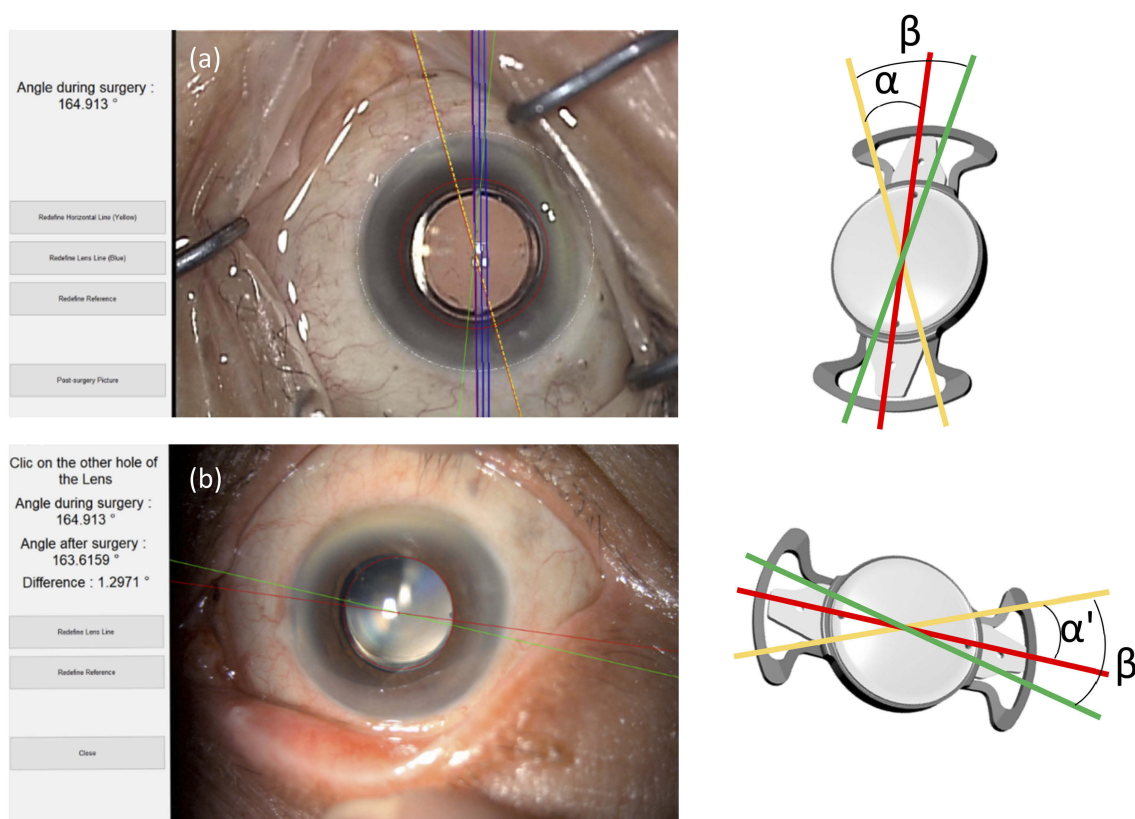 (a)
Angle during surgery :
164.913 °
Redefine Horizontal Line (Yellow)
Redefine Lens Line (Blue)
Redefine Reference
Post-surgery Picture
β
α
(b)
Clic on the other hole of
the Lens
Angle during surgery :
164.913 °
Angle after surgery :
163.6159 °
Difference : 1.2971 °
Redefine Lens Line
Redefine Reference
Close
α'
β